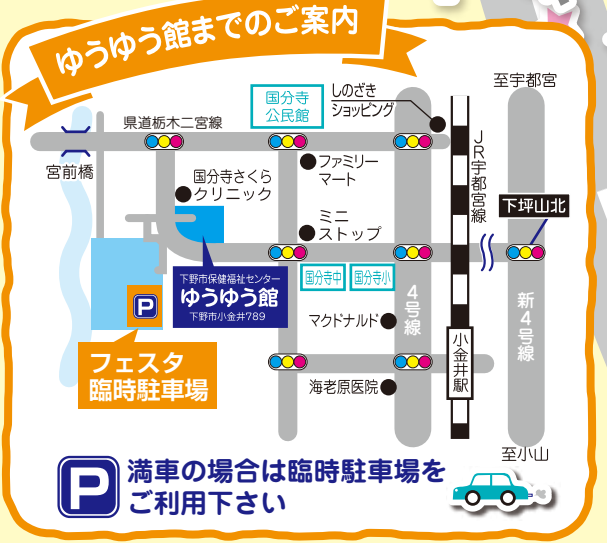 ゆうゆう館までのご案内
至宇都宮
しのざき
ショッピング
国分寺
公民館
県道栃木二宮線
JR宇都宮線
宮前橋
ファミリー
マート
国分寺さくら
クリニック
下坪山北
ミニ
ストップ
下野市保健福祉センター
ゆうゆう館
下野市小金井789
国分寺中
国分寺小
4号線
新4号線
P
マクドナルド
小金井駅
フェスタ
臨時駐車場
海老原医院
至小山
P
満車の場合は臨時駐車場を
ご利用下さい